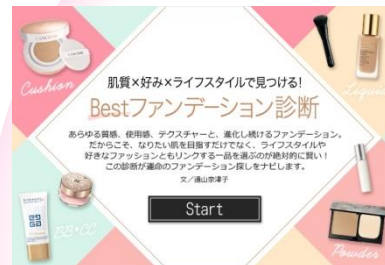 Cushion
Liquid
肌質×好み×ライフスタイルで見つける!
Bestファンデーション診断
あらゆる質感、使用感、テクスチャーと、進化し続けるファンデーション。
だからこそ、なりたい肌を目指すだけでなく、ライフスタイルや
好きなファッションともリンクする一品を選ぶのが絶対的に賢い!
この診断が運命のファンデーション探しをナビします。
文/通山奈津子
Start
BB•CC
Powder